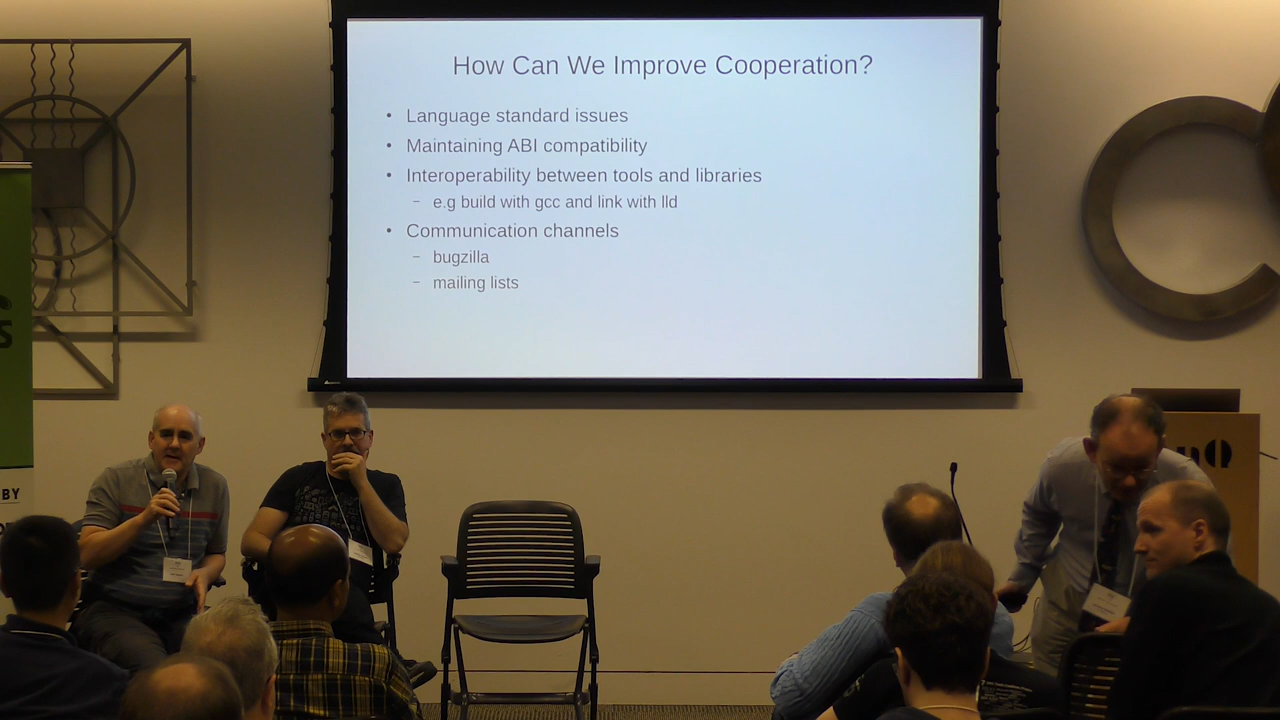 How Can We Improve Cooperation?
• Language standard issues
• Maintaining ABI compatibility
• Interoperability between tools and libraries
– e.g build with gcc and link with lld
• Communication channels
– bugzilla
– mailing lists
BY